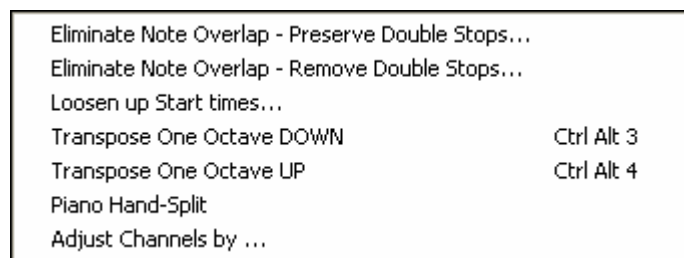 Eliminate Note Overlap - Preserve Double Stops...
Eliminate Note Overlap - Remove Double Stops...
Loosen up Start times...
Transpose One Octave DOWN Ctrl Alt 3
Transpose One Octave UP Ctrl Alt 4
Piano Hand-Split
Adjust Channels by ...